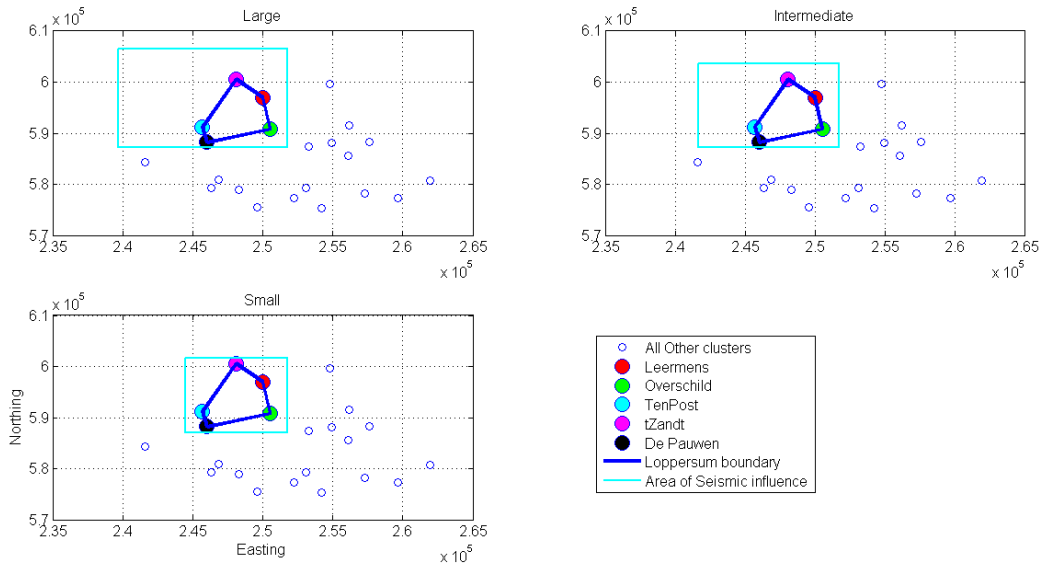 Large
x 10^5
6.1
6
5.9
5.8
5.7
2.35 2.4 2.45 2.5 2.55 2.6 2.65
x 10^5
Intermediate
x 10^5
6.1
6
5.9
5.8
5.7
2.35 2.4 2.45 2.5 2.55 2.6 2.65
x 10^5
Small
x 10^5
6.1
6
5.9
5.8
5.7
Northing
2.35 2.4 2.45 2.5 2.55 2.6 2.65
Easting
x 10^5
All Other clusters
Leermens
Overschild
TenPost
tZandt
De Pauwen
Loppersum boundary
Area of Seismic influence